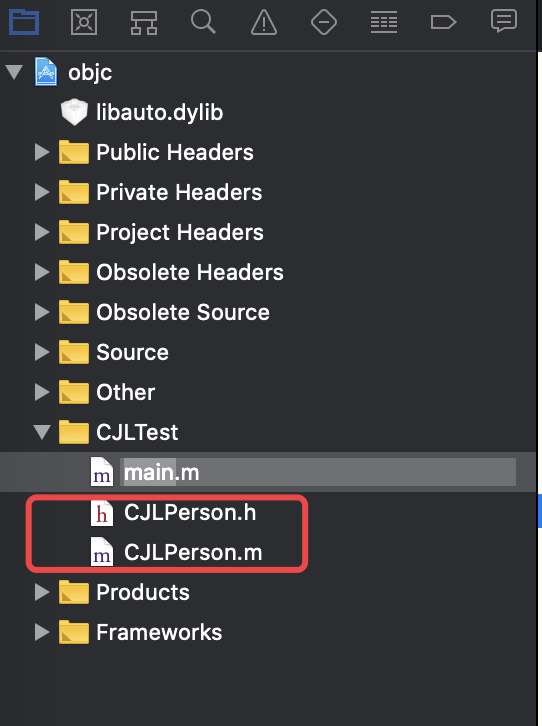 objc
libauto.dylib
Public Headers
Private Headers
Project Headers
Obsolete Headers
Obsolete Source
Source
Other
CJLTest
m main.m
h CJLPerson.h
m CJLPerson.m
Products
Frameworks